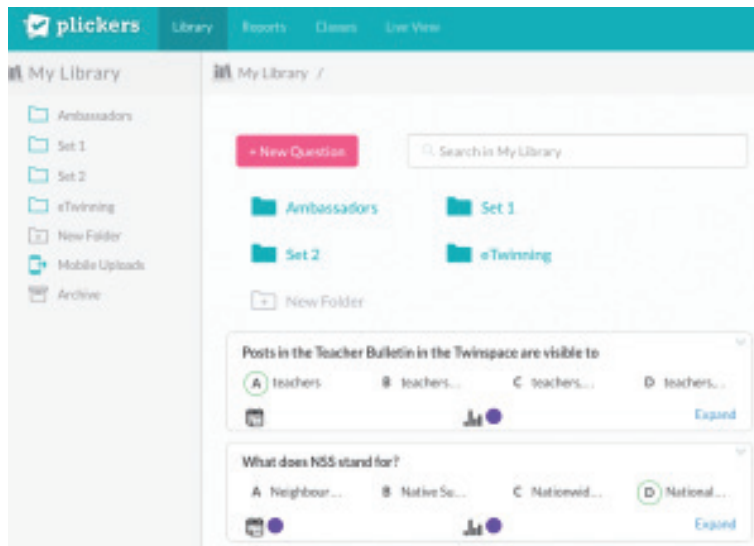 plickers Library Reports Classes Live View
My Library
Ambassadors
Set 1
Set 2
eTwinning
New Folder
Mobile Uploads
Archive
My Library /
+ New Question
Search in My Library
Ambassadors Set 1
Set 2 eTwinning
New Folder
Posts in the Teacher Bulletin in the Twinspace are visible to
A teachers B teachers... C teachers... D teachers...
Expand
What does NSS stand for?
A Neighbour... B Native Su... C Nationwid... D National...
Expand